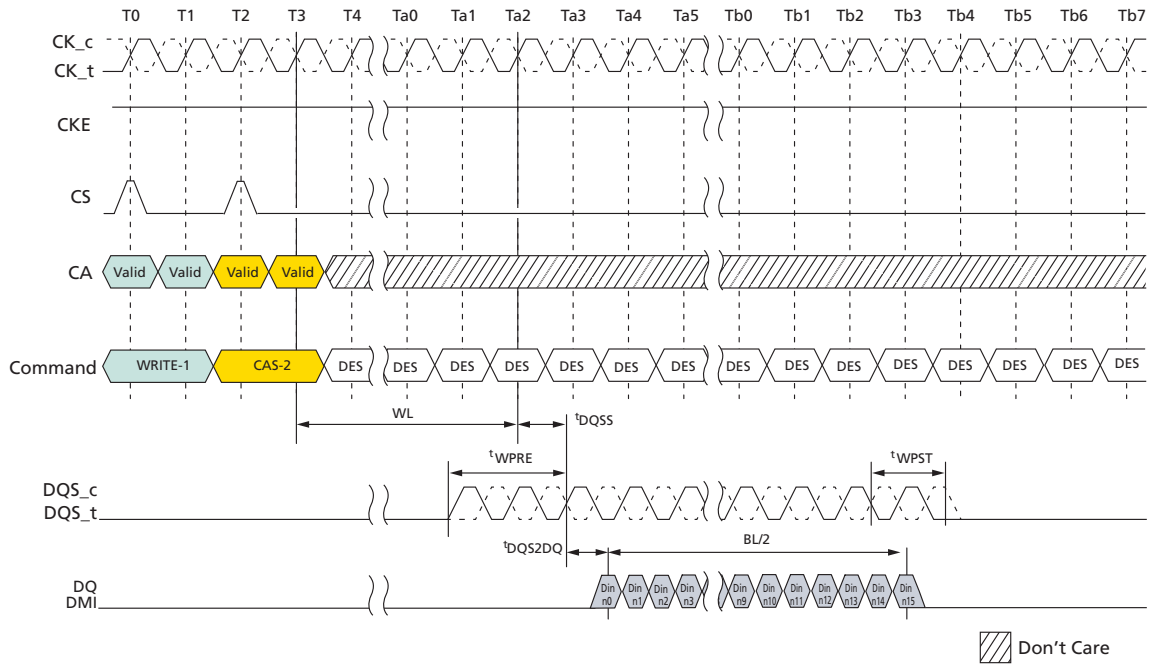 T0 T1 T2 T3 T4 Ta0 Ta1 Ta2 Ta3 Ta4 Ta5 Tb0 Tb1 Tb2 Tb3 Tb4 Tb5 Tb6 Tb7
CK_c
CK_t
CKE
CS
CA Valid Valid Valid Valid
Command WRITE-1 CAS-2 DES DES DES DES DES DES DES DES DES DES DES DES DES DES DES
WL tDQSS
tWPRE tWPST
DQS_c
DQS_t
tDQS2DQ BL/2
DQ Din Din Din Din Din Din Din Din Din Din Din
DMI n0 n1 n2 n3 n9 n10 n11 n12 n13 n14 n15
Don't Care